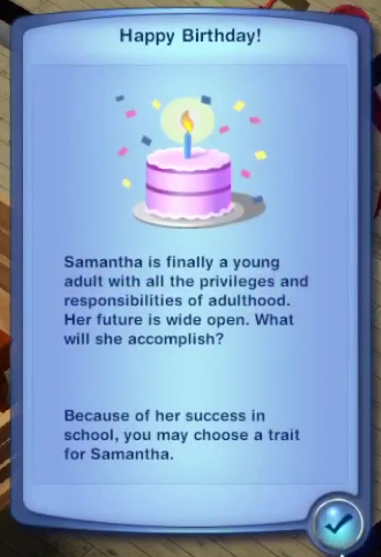 Happy Birthday!
Samantha is finally a young
adult with all the privileges and
responsibilities of adulthood.
Her future is wide open. What
will she accomplish?
Because of her success in
school, you may choose a trait
for Samantha.